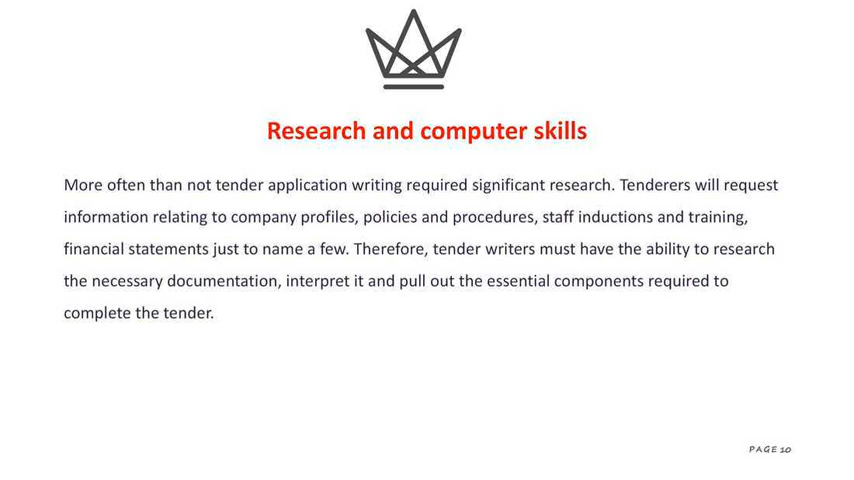 Research and computer skills
More often than not tender application writing required significant research. Tenderers will request
information relating to company profiles, policies and procedures, staff inductions and training,
financial statements just to name a few. Therefore, tender writers must have the ability to research
the necessary documentation, interpret it and pull out the essential components required to
complete the tender.
PAGE 10